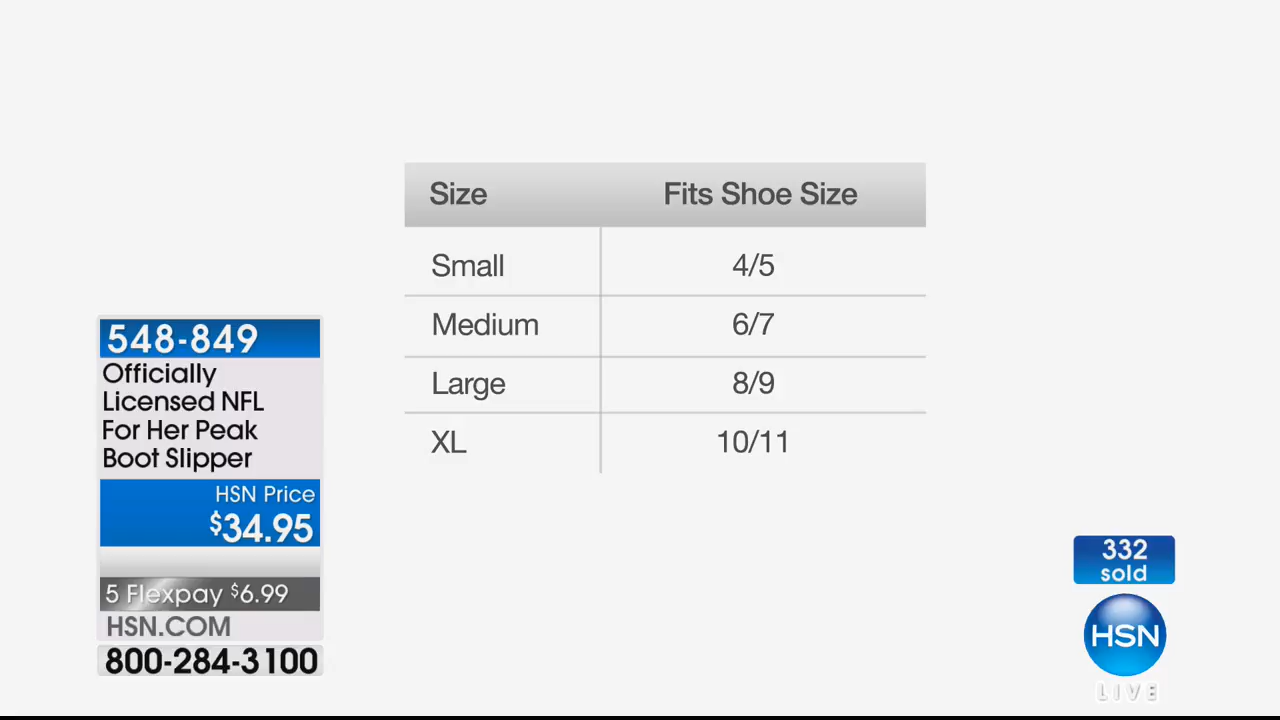 Size Fits Shoe Size
Small 4/5
Medium 6/7
Large 8/9
XL 10/11
548-849
Officially
Licensed NFL
For Her Peak
Boot Slipper
HSN Price
$34.95
5 Flexpay $6.99
HSN.COM
800-284-3100
332
sold
HSN
LIVE